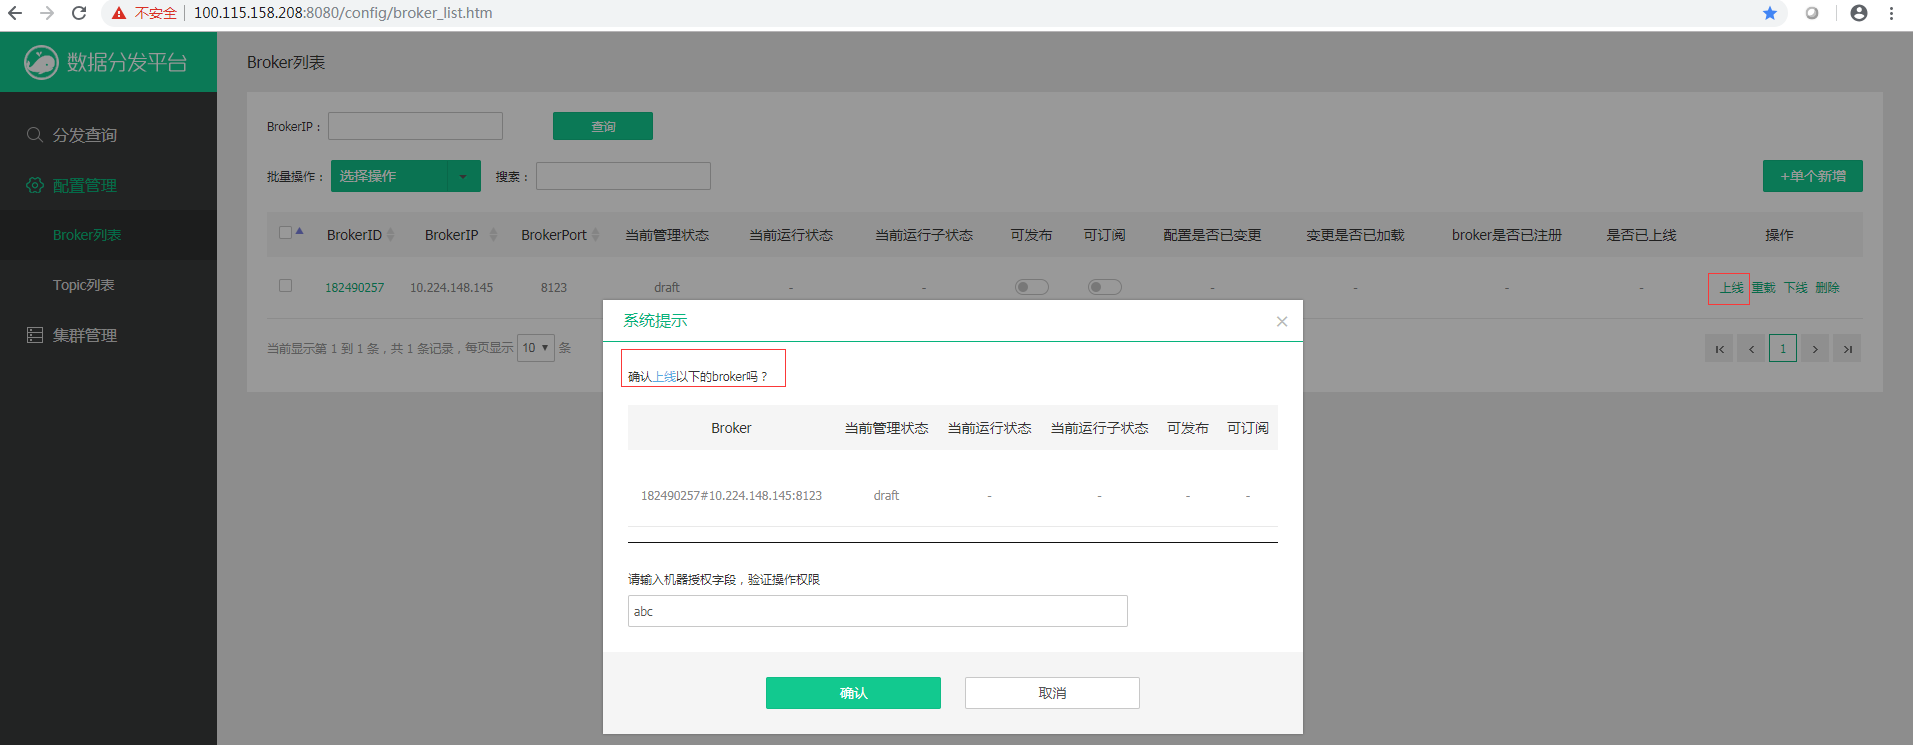 不安全 100.115.158.208:8080/config/broker_list.htm
数据分发平台
分发查询
配置管理
Broker列表
Topic列表
集群管理
Broker列表
BrokerIP： 查询
批量操作： 选择操作 搜索： +单个新增
BrokerID BrokerIP BrokerPort 当前管理状态 当前运行状态 当前运行子状态 可发布 可订阅 配置是否已变更 变更是否已加载 broker是否已注册 是否已上线 操作
182490257 10.224.148.145 8123 draft - - - - - - 上线 重载 下线 删除
当前显示第 1 到 1 条，共 1 条记录，每页显示 10 条 1
系统提示
确认上线以下的broker吗？
Broker 当前管理状态 当前运行状态 当前运行子状态 可发布 可订阅
182490257#10.224.148.145:8123 draft - - - -
请输入机器授权字段，验证操作权限
abc
确认 取消